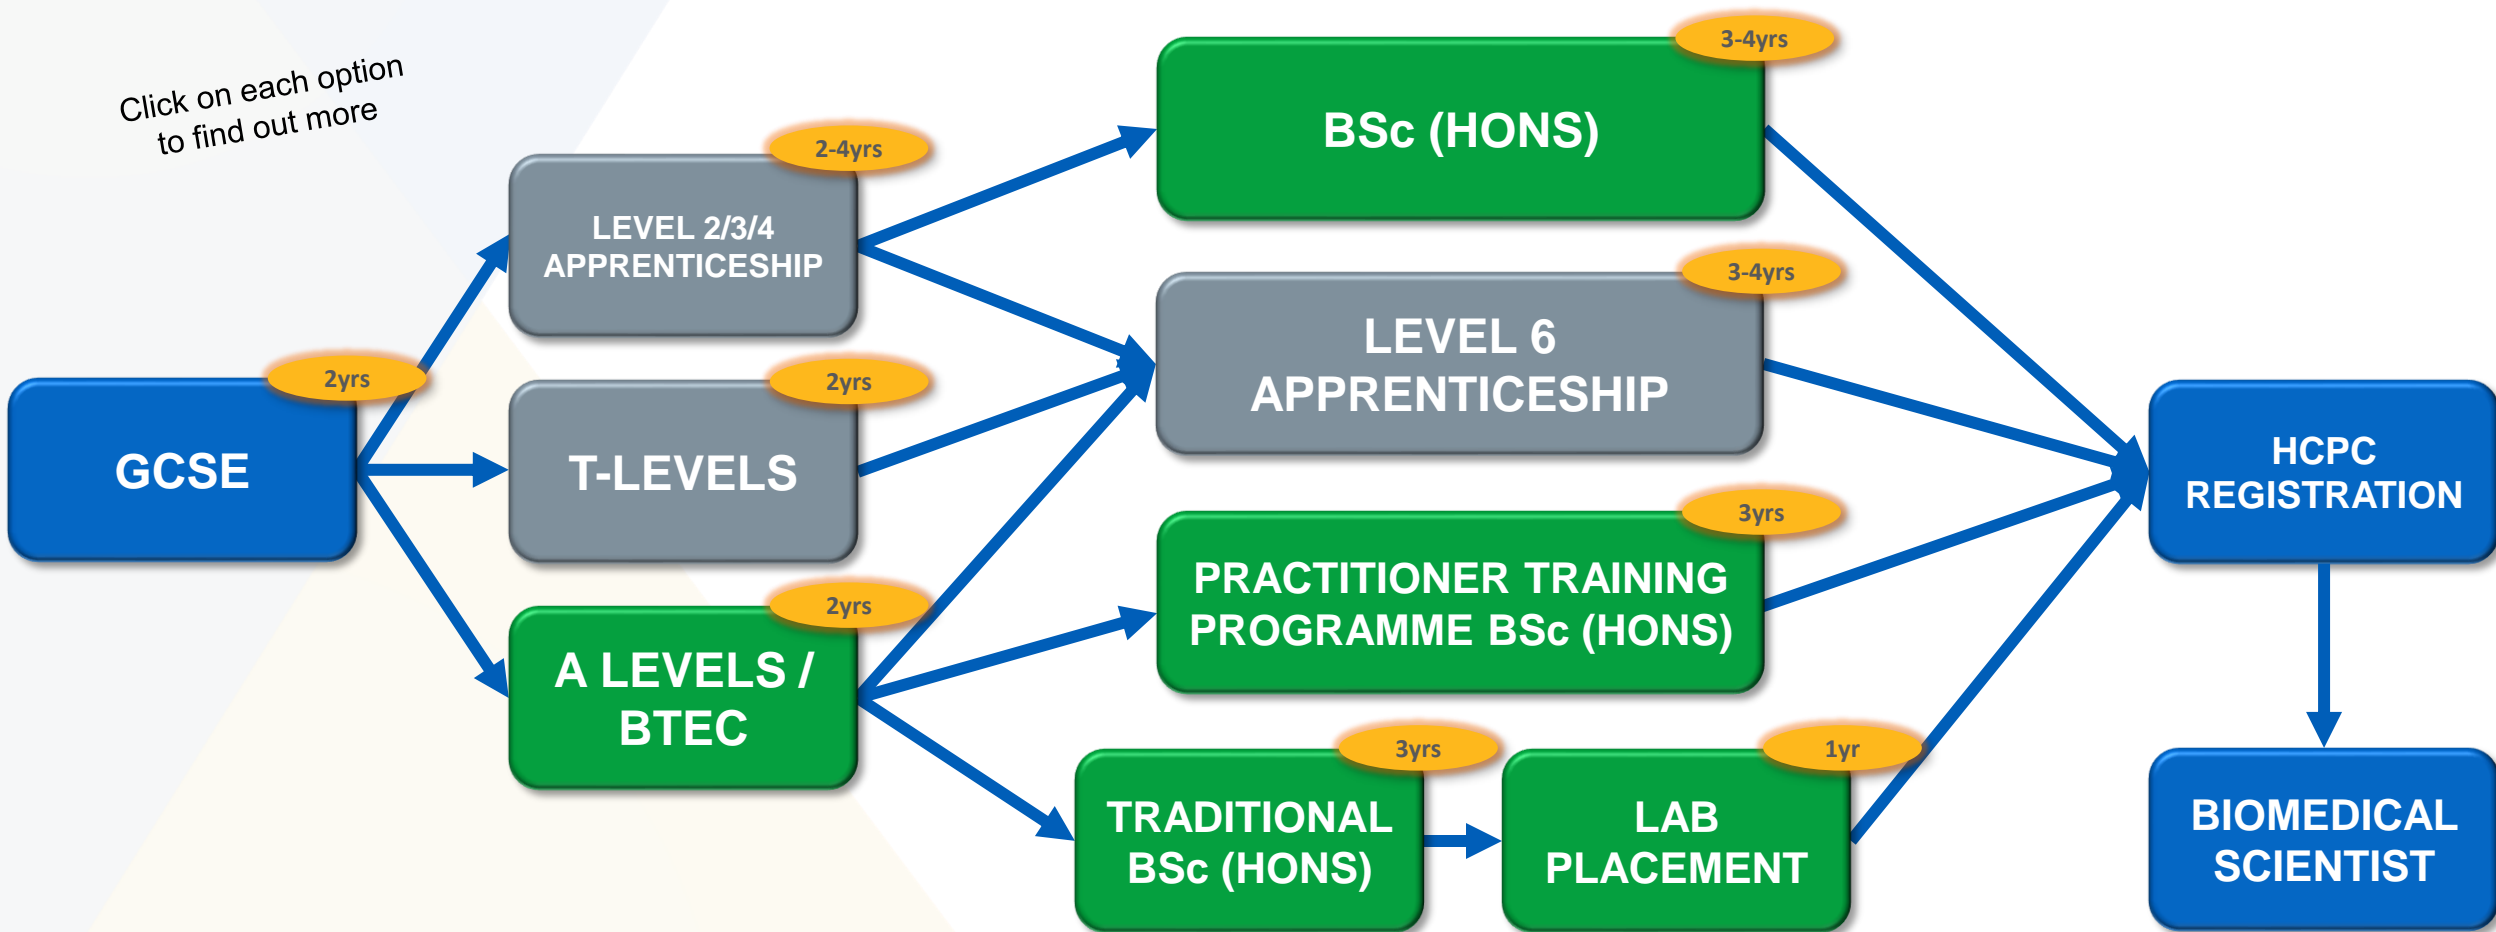 Click on each option
to find out more
GCSE
2yrs
LEVEL 2/3/4
APPRENTICESHIP
2-4yrs
T-LEVELS
2yrs
A LEVELS /
BTEC
2yrs
BSc (HONS)
3-4yrs
LEVEL 6
APPRENTICESHIP
3-4yrs
PRACTITIONER TRAINING
PROGRAMME BSc (HONS)
3yrs
TRADITIONAL
BSc (HONS)
3yrs
LAB
PLACEMENT
1yr
HCPC
REGISTRATION
BIOMEDICAL
SCIENTIST